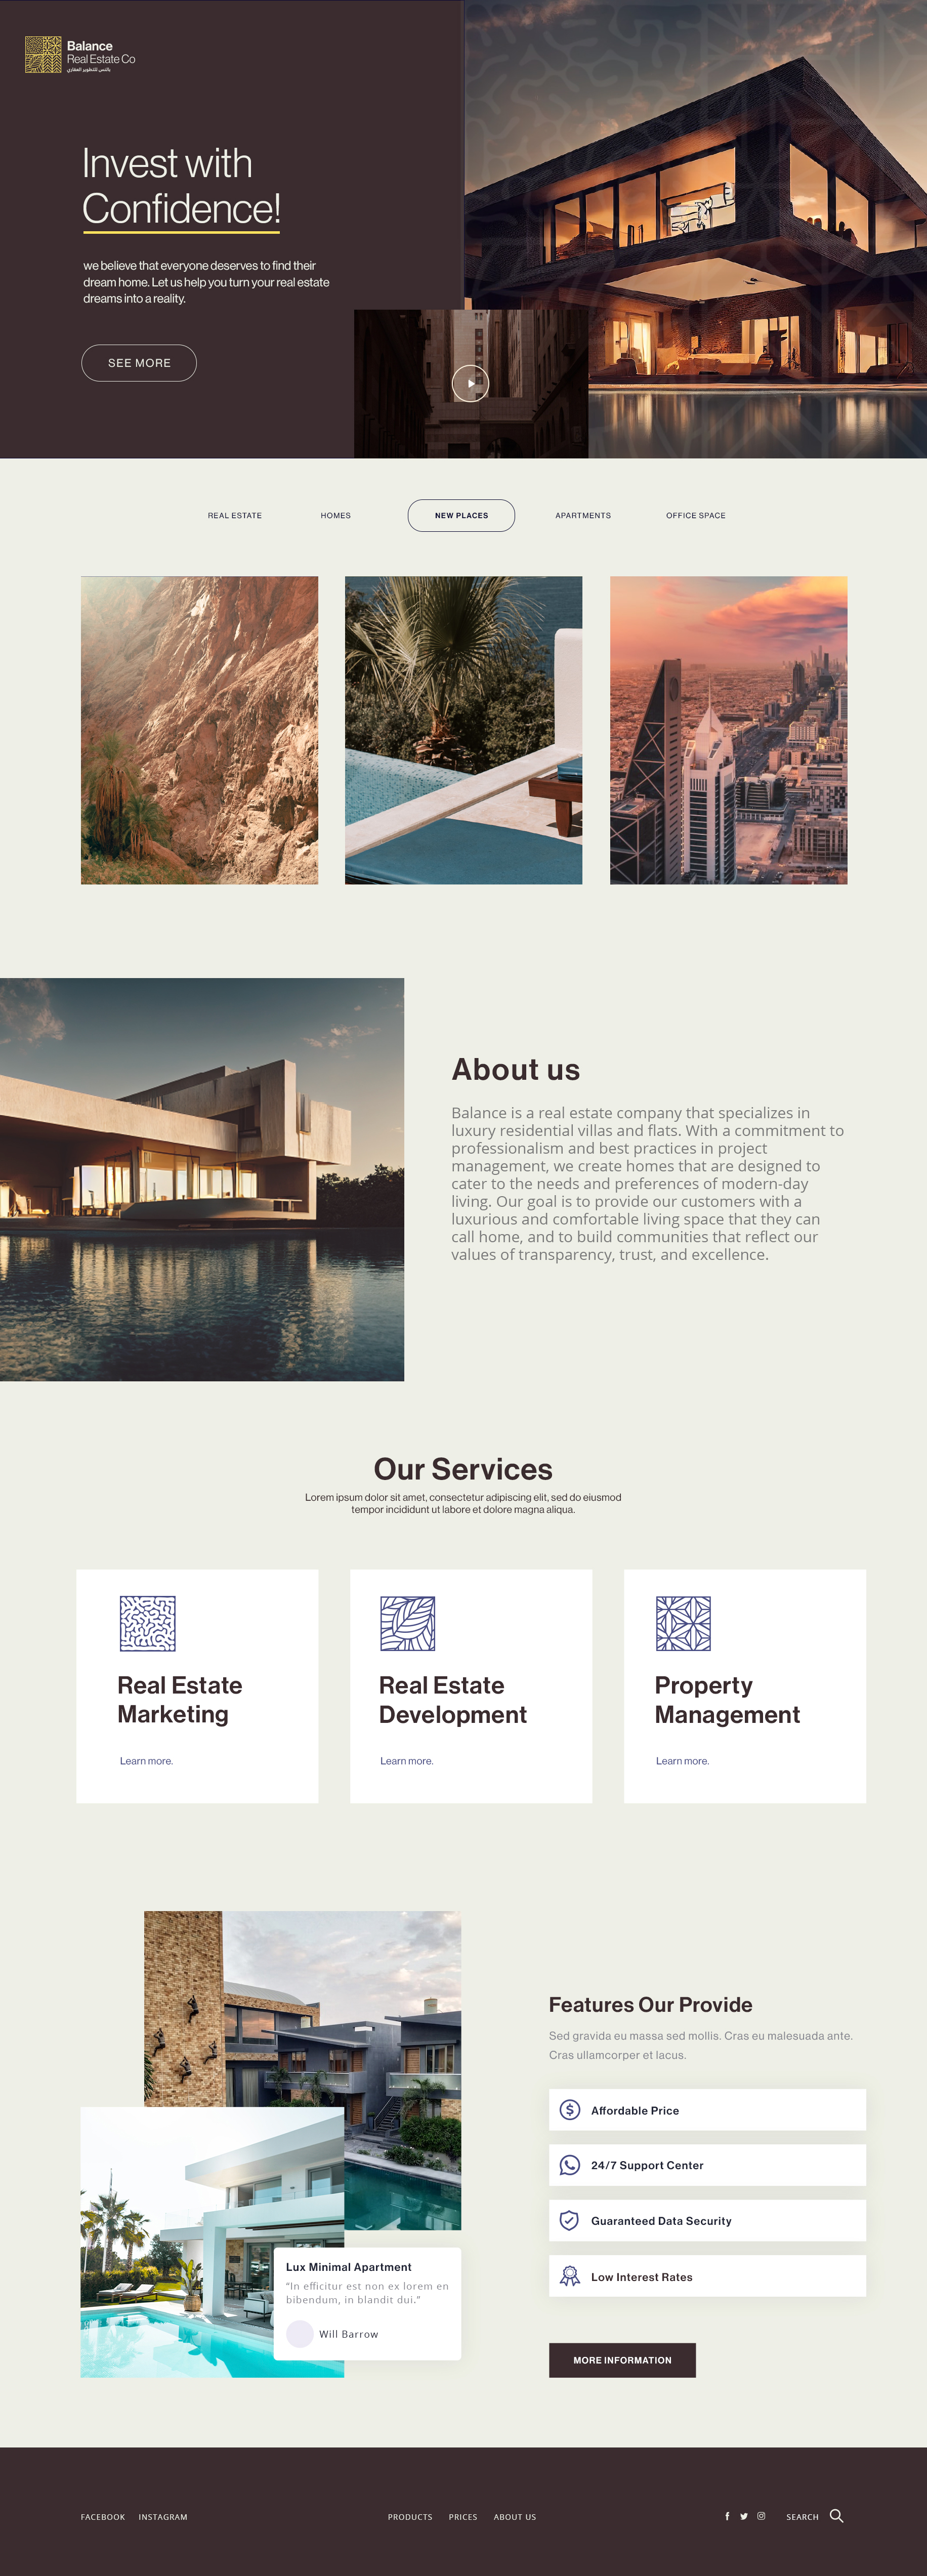 Balance
Real Estate Co
بالنس للتطوير العقاري
Invest with
Confidence!
we believe that everyone deserves to find their
dream home. Let us help you turn your real estate
dreams into a reality.
SEE MORE
REAL ESTATE
HOMES
NEW PLACES
APARTMENTS
OFFICE SPACE
About us
Balance is a real estate company that specializes in
luxury residential villas and flats. With a commitment to
professionalism and best practices in project
management, we create homes that are designed to
cater to the needs and preferences of modern-day
living. Our goal is to provide our customers with a
luxurious and comfortable living space that they can
call home, and to build communities that reflect our
values of transparency, trust, and excellence.
Our Services
Lorem ipsum dolor sit amet, consectetur adipiscing elit, sed do eiusmod
tempor incididunt ut labore et dolore magna aliqua.
Real Estate
Marketing
Learn more.
Real Estate
Development
Learn more.
Property
Management
Learn more.
Lux Minimal Apartment
“In efficitur est non ex lorem en
bibendum, in blandit dui.”
Will Barrow
Features Our Provide
Sed gravida eu massa sed mollis. Cras eu malesuada ante.
Cras ullamcorper et lacus.
Affordable Price
24/7 Support Center
Guaranteed Data Security
Low Interest Rates
MORE INFORMATION
FACEBOOK
INSTAGRAM
PRODUCTS
PRICES
ABOUT US
SEARCH